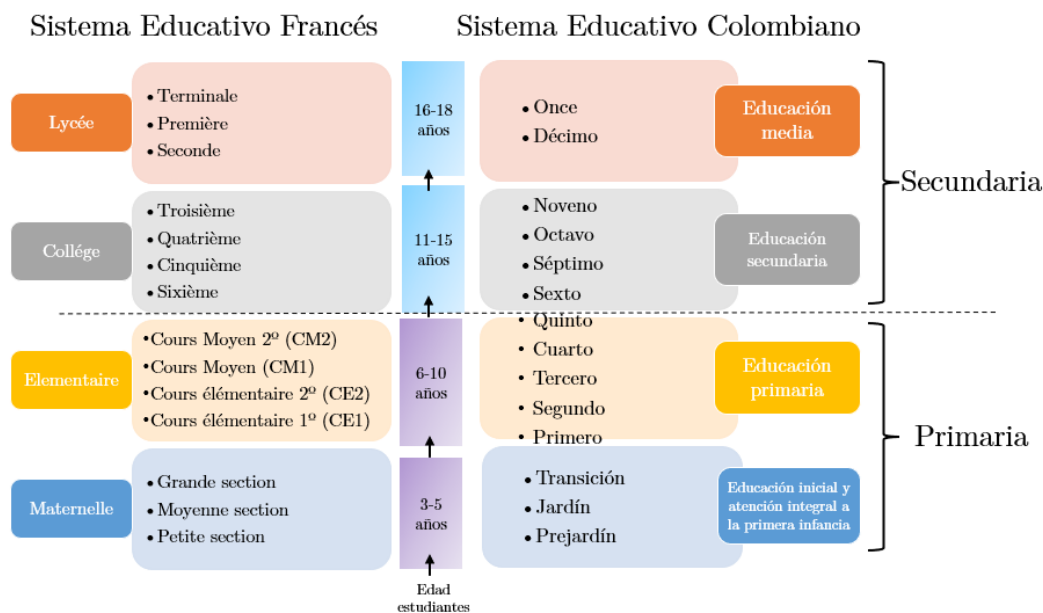 Sistema Educativo Francés
Sistema Educativo Colombiano
Lycée
• Terminale
• Première
• Seconde
16-18
años
• Once
• Décimo
Educación
media
Secundaria
Collége
• Troisième
• Quatrième
• Cinquième
• Sixième
11-15
años
• Noveno
• Octavo
• Séptimo
• Sexto
Educación
secundaria
Elementaire
• Cours Moyen 2º (CM2)
• Cours Moyen (CM1)
• Cours élémentaire 2º (CE2)
• Cours élémentaire 1º (CE1)
6-10
años
• Quinto
• Cuarto
• Tercero
• Segundo
• Primero
Educación
primaria
Primaria
Maternelle
• Grande section
• Moyenne section
• Petite section
3-5
años
• Transición
• Jardín
• Prejardín
Educación inicial y
atención integral a
la primera infancia
Edad
estudiantes